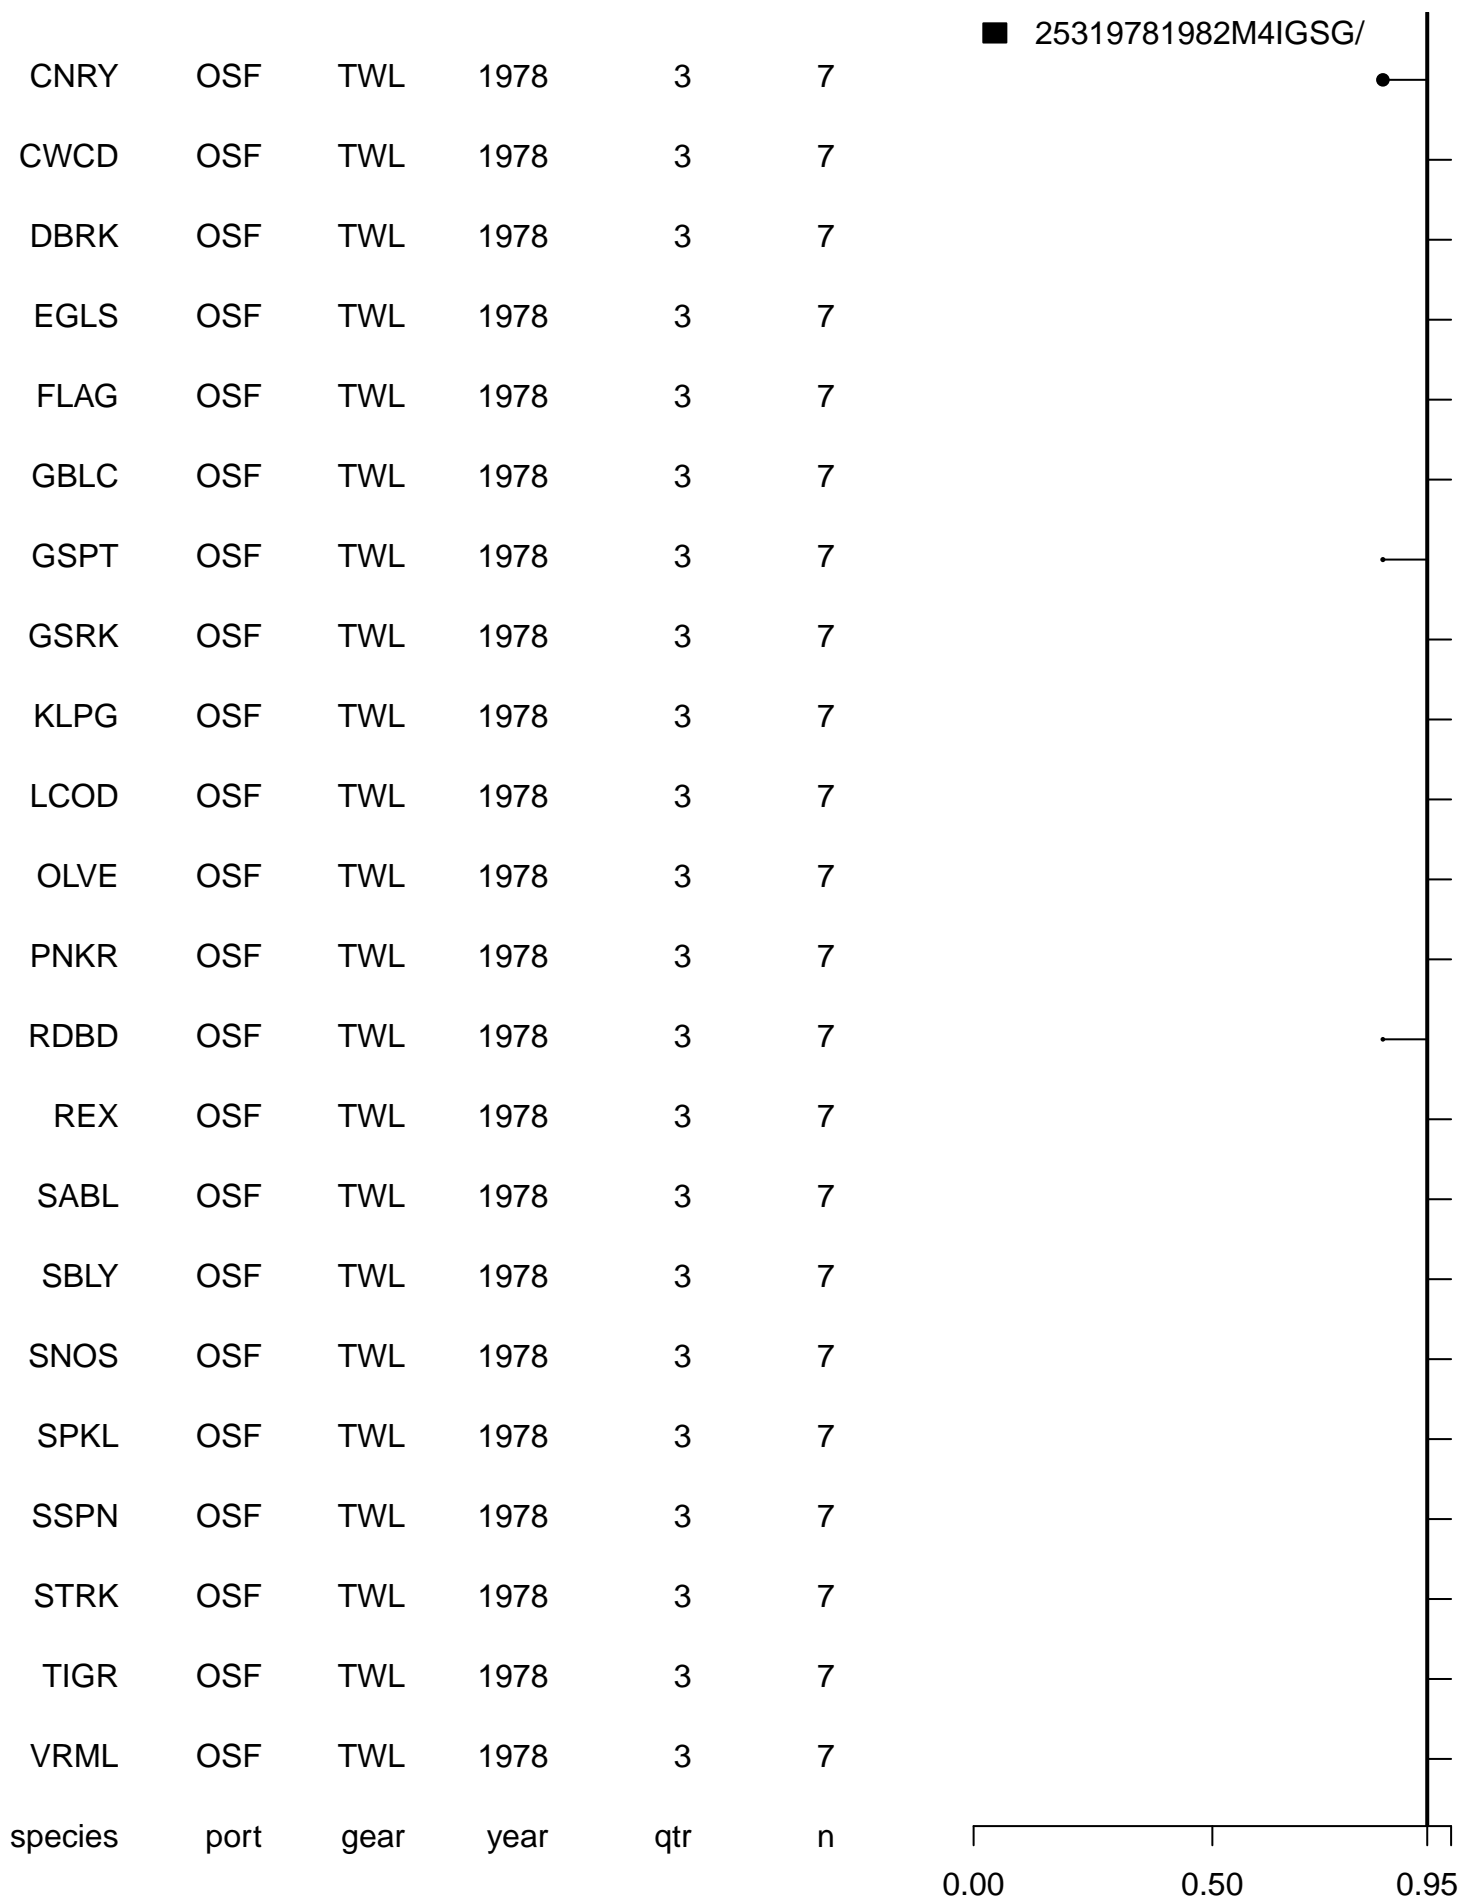 25319781982M4IGSG/
CNRY OSF TWL 1978 3 7
CWCD OSF TWL 1978 3 7
DBRK OSF TWL 1978 3 7
EGLS OSF TWL 1978 3 7
FLAG OSF TWL 1978 3 7
GBLC OSF TWL 1978 3 7
GSPT OSF TWL 1978 3 7
GSRK OSF TWL 1978 3 7
KLPG OSF TWL 1978 3 7
LCOD OSF TWL 1978 3 7
OLVE OSF TWL 1978 3 7
PNKR OSF TWL 1978 3 7
RDBD OSF TWL 1978 3 7
REX OSF TWL 1978 3 7
SABL OSF TWL 1978 3 7
SBLY OSF TWL 1978 3 7
SNOS OSF TWL 1978 3 7
SPKL OSF TWL 1978 3 7
SSPN OSF TWL 1978 3 7
STRK OSF TWL 1978 3 7
TIGR OSF TWL 1978 3 7
VRML OSF TWL 1978 3 7
species port gear year qtr n
0.00 0.50 0.95